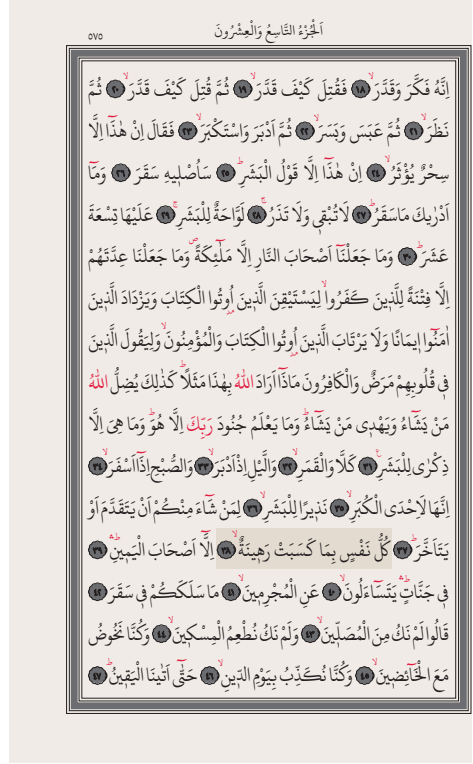 اَلْجُزْءُ التَّاسِعُ وَالْعِشْرُونَ
٥٧٥
اِنَّهُ فَكَّرَ وَقَدَّرَۙ ﴿١٨﴾ فَقُتِلَ كَيْفَ قَدَّرَۙ ﴿١٩﴾ ثُمَّ قُتِلَ كَيْفَ قَدَّرَۙ ﴿٢٠﴾ ثُمَّ
نَظَرَۙ ﴿٢١﴾ ثُمَّ عَبَسَ وَبَسَرَۙ ﴿٢٢﴾ ثُمَّ اَدْبَرَ وَاسْتَكْبَرَۙ ﴿٢٣﴾ فَقَالَ اِنْ هٰذَٓا اِلَّا
سِحْرٌ يُؤْثَرُۙ ﴿٢٤﴾ اِنْ هٰذَٓا اِلَّا قَوْلُ الْبَشَرِۜ ﴿٢٥﴾ سَاُصْل۪يهِ سَقَرَ ﴿٢٦﴾ وَمَٓا
اَدْرٰيكَ مَاسَقَرُۜ ﴿٢٧﴾ لَاتُبْق۪ى وَلَا تَذَرُۚ ﴿٢٨﴾ لَوَّاحَةٌ لِلْبَشَرِۚ ﴿٢٩﴾ عَلَيْهَا تِسْعَةَ
عَشَرَۜ ﴿٣٠﴾ وَمَا جَعَلْنَٓا اَصْحَابَ النَّارِ اِلَّا مَلٰٓئِكَةًۖ وَمَا جَعَلْنَا عِدَّتَهُمْ
اِلَّا فِتْنَةً لِلَّذ۪ينَ كَفَرُواۙ لِيَسْتَيْقِنَ الَّذ۪ينَ اُو۫تُوا الْكِتَابَ وَيَزْدَادَ الَّذ۪ينَ
اٰمَنُٓوا ا۪يمَانًا وَلَا يَرْتَابَ الَّذ۪ينَ اُو۫تُوا الْكِتَابَ وَالْمُؤْمِنُونَۙ وَلِيَقُولَ الَّذ۪ينَ
ف۪ى قُلُوبِهِمْ مَرَضٌ وَالْكَافِرُونَ مَاذَٓا اَرَادَ اللّٰهُ بِهٰذَا مَثَلًاۜ كَذٰلِكَ يُضِلُّ اللّٰهُ
مَنْ يَشَٓاءُ وَيَهْد۪ى مَنْ يَشَٓاءُۜ وَمَا يَعْلَمُ جُنُودَ رَبِّكَ اِلَّا هُوَۜ وَمَا هِىَ اِلَّا
ذِكْرٰى لِلْبَشَرِ۟ ﴿٣١﴾ كَلَّا وَالْقَمَرِۙ ﴿٣٢﴾ وَالَّيْلِ اِذْ اَدْبَرَۙ ﴿٣٣﴾ وَالصُّبْحِ اِذَٓا اَسْفَرَۙ ﴿٣٤﴾
اِنَّهَا لَاِحْدَى الْكُبَرِۙ ﴿٣٥﴾ نَذ۪يرًا لِلْبَشَرِۙ ﴿٣٦﴾ لِمَنْ شَٓاءَ مِنْكُمْ اَنْ يَتَقَدَّمَ اَوْ
يَتَاَخَّرَۜ ﴿٣٧﴾ كُلُّ نَفْسٍ بِمَا كَسَبَتْ رَه۪ينَةٌۙ ﴿٣٨﴾ اِلَّٓا اَصْحَابَ الْيَم۪ينِۜۛ ﴿٣٩﴾
ف۪ى جَنَّاتٍۜۛ يَتَسَٓاءَلُونَۙ ﴿٤٠﴾ عَنِ الْمُجْرِم۪ينَۙ ﴿٤١﴾ مَا سَلَكَكُمْ ف۪ى سَقَرَ ﴿٤٢﴾
قَالُوا لَمْ نَكُ مِنَ الْمُصَلّ۪ينَۙ ﴿٤٣﴾ وَلَمْ نَكُ نُطْعِمُ الْمِسْك۪ينَۙ ﴿٤٤﴾ وَكُنَّا نَخُوضُ
مَعَ الْخَٓائِض۪ينَۙ ﴿٤٥﴾ وَكُنَّا نُكَذِّبُ بِيَوْمِ الدّ۪ينِۙ ﴿٤٦﴾ حَتّٰٓى اَتٰينَا الْيَق۪ينُۜ ﴿٤٧﴾